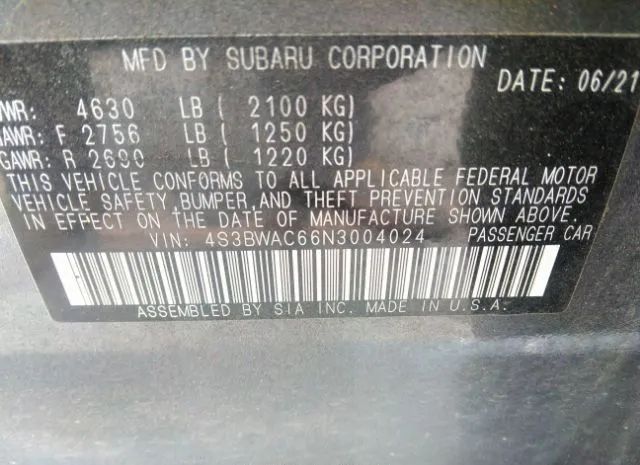 MFD BY SUBARU CORPORATION
DATE: 06/21
VWR: 4630 LB ( 2100 KG)
AWR: F 2756 LB ( 1250 KG)
GAWR: R 2690 LB ( 1220 KG)
THIS VEHICLE CONFORMS TO ALL APPLICABLE FEDERAL MOTOR
VEHICLE SAFETY, BUMPER, AND THEFT PREVENTION STANDARDS
IN EFFECT ON THE DATE OF MANUFACTURE SHOWN ABOVE.
VIN: 4S3BWAC66N3004024 PASSENGER CAR
ASSEMBLED BY SIA INC. MADE IN U.S.A.